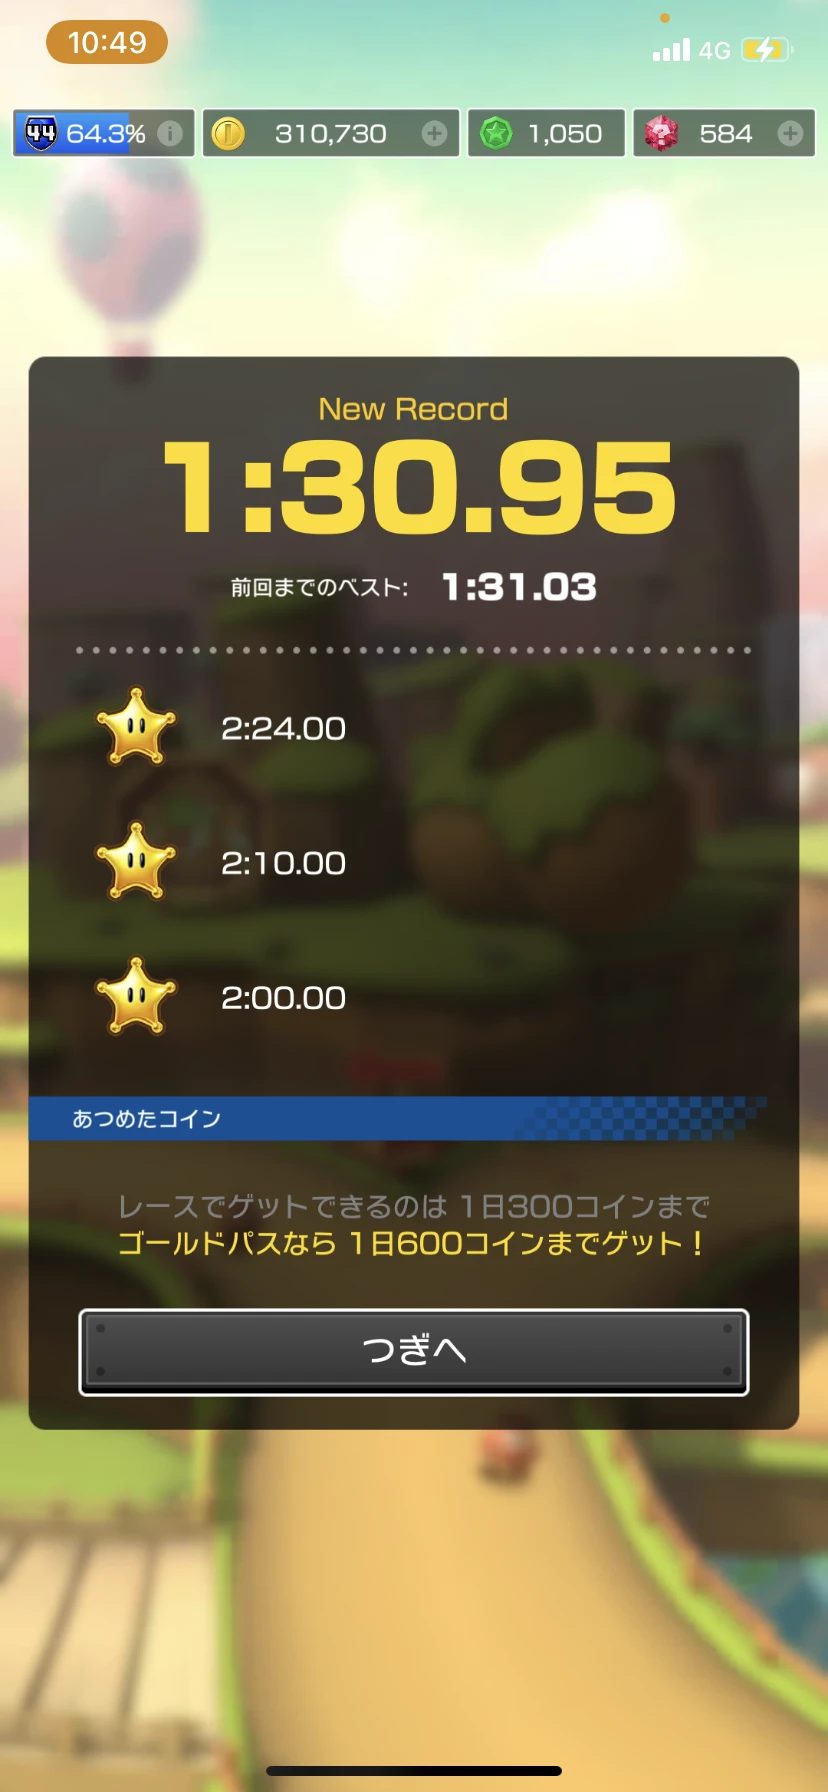 10:49
4G
44 64.3% i 310,730 + 1,050 584 +
New Record
1:30.95
前回までのベスト: 1:31.03
2:24.00
2:10.00
2:00.00
あつめたコイン
レースでゲットできるのは 1日300コインまで
ゴールドパスなら 1日600コインまでゲット！
つぎへ